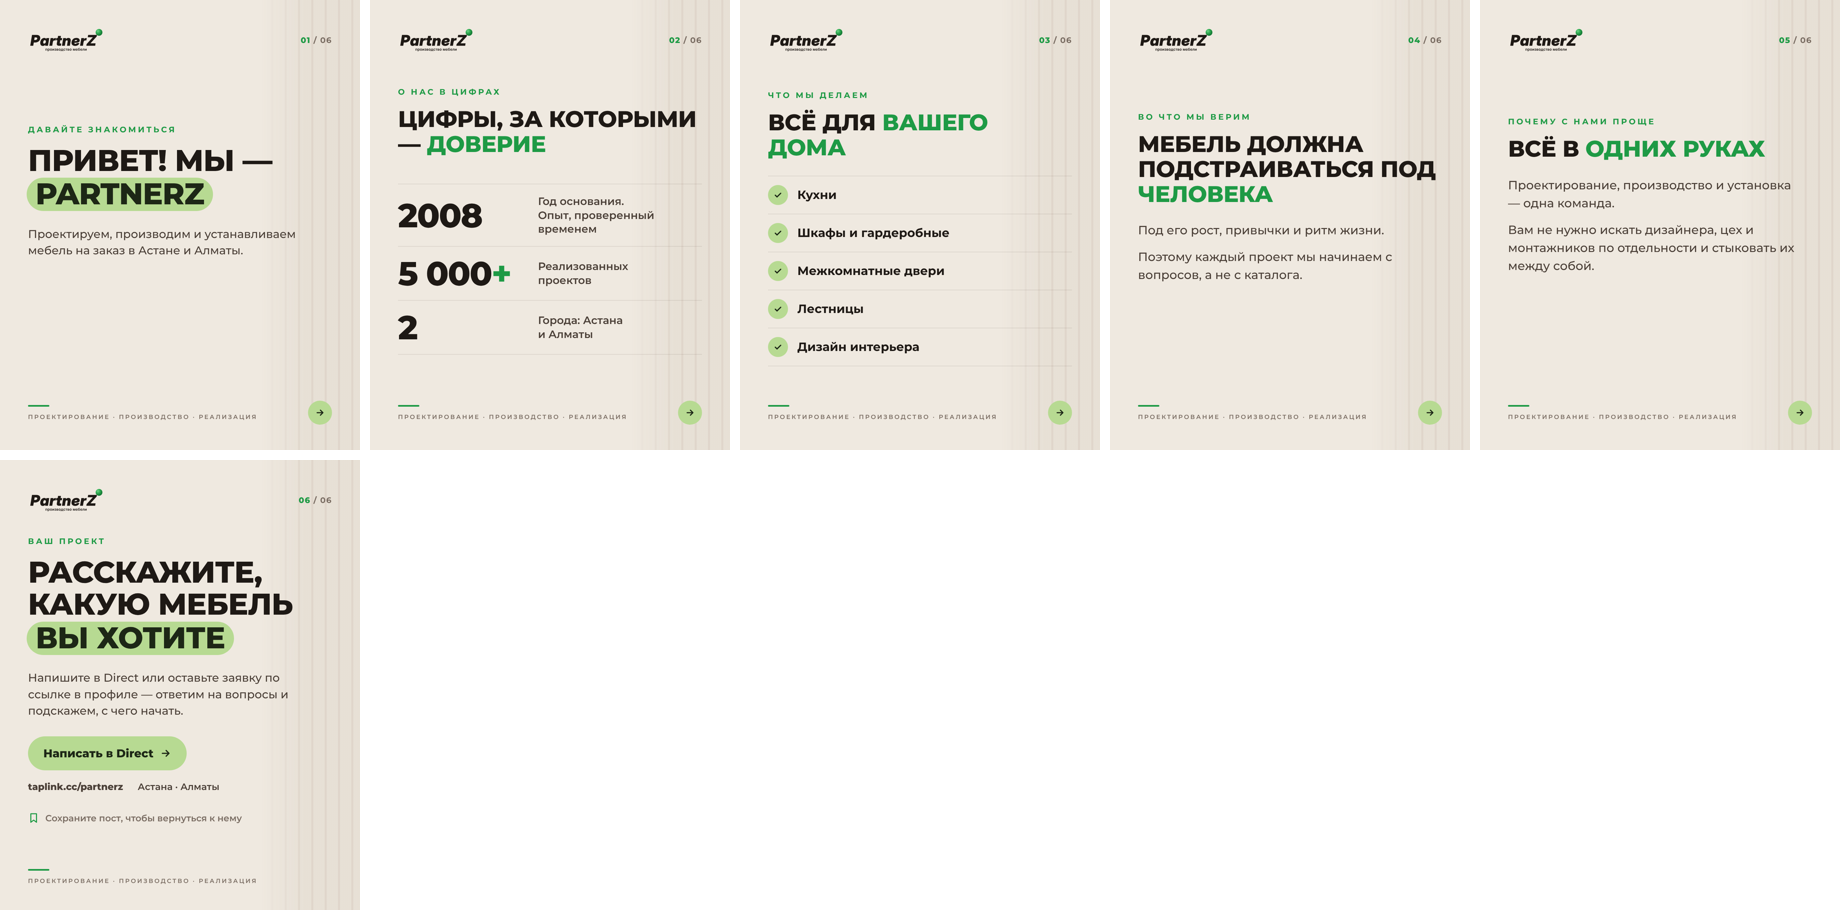 PartnerZ
производство мебели
01 / 06
ДАВАЙТЕ ЗНАКОМИТЬСЯ
ПРИВЕТ! МЫ —
PARTNERZ
Проектируем, производим и устанавливаем
мебель на заказ в Астане и Алматы.
ПРОЕКТИРОВАНИЕ · ПРОИЗВОДСТВО · РЕАЛИЗАЦИЯ
PartnerZ
производство мебели
02 / 06
О НАС В ЦИФРАХ
ЦИФРЫ, ЗА КОТОРЫМИ
— ДОВЕРИЕ
2008
Год основания.
Опыт, проверенный
временем
5 000+
Реализованных
проектов
2
Города: Астана
и Алматы
ПРОЕКТИРОВАНИЕ · ПРОИЗВОДСТВО · РЕАЛИЗАЦИЯ
PartnerZ
производство мебели
03 / 06
ЧТО МЫ ДЕЛАЕМ
ВСЁ ДЛЯ ВАШЕГО
ДОМА
Кухни
Шкафы и гардеробные
Межкомнатные двери
Лестницы
Дизайн интерьера
ПРОЕКТИРОВАНИЕ · ПРОИЗВОДСТВО · РЕАЛИЗАЦИЯ
PartnerZ
производство мебели
04 / 06
ВО ЧТО МЫ ВЕРИМ
МЕБЕЛЬ ДОЛЖНА
ПОДСТРАИВАТЬСЯ ПОД
ЧЕЛОВЕКА
Под его рост, привычки и ритм жизни.
Поэтому каждый проект мы начинаем с
вопросов, а не с каталога.
ПРОЕКТИРОВАНИЕ · ПРОИЗВОДСТВО · РЕАЛИЗАЦИЯ
PartnerZ
производство мебели
05 / 06
ПОЧЕМУ С НАМИ ПРОЩЕ
ВСЁ В ОДНИХ РУКАХ
Проектирование, производство и установка
— одна команда.
Вам не нужно искать дизайнера, цех и
монтажников по отдельности и стыковать их
между собой.
ПРОЕКТИРОВАНИЕ · ПРОИЗВОДСТВО · РЕАЛИЗАЦИЯ
PartnerZ
производство мебели
06 / 06
ВАШ ПРОЕКТ
РАССКАЖИТЕ,
КАКУЮ МЕБЕЛЬ
ВЫ ХОТИТЕ
Напишите в Direct или оставьте заявку по
ссылке в профиле — ответим на вопросы и
подскажем, с чего начать.
Написать в Direct →
taplink.cc/partnerz Астана · Алматы
Сохраните пост, чтобы вернуться к нему
ПРОЕКТИРОВАНИЕ · ПРОИЗВОДСТВО · РЕАЛИЗАЦИЯ